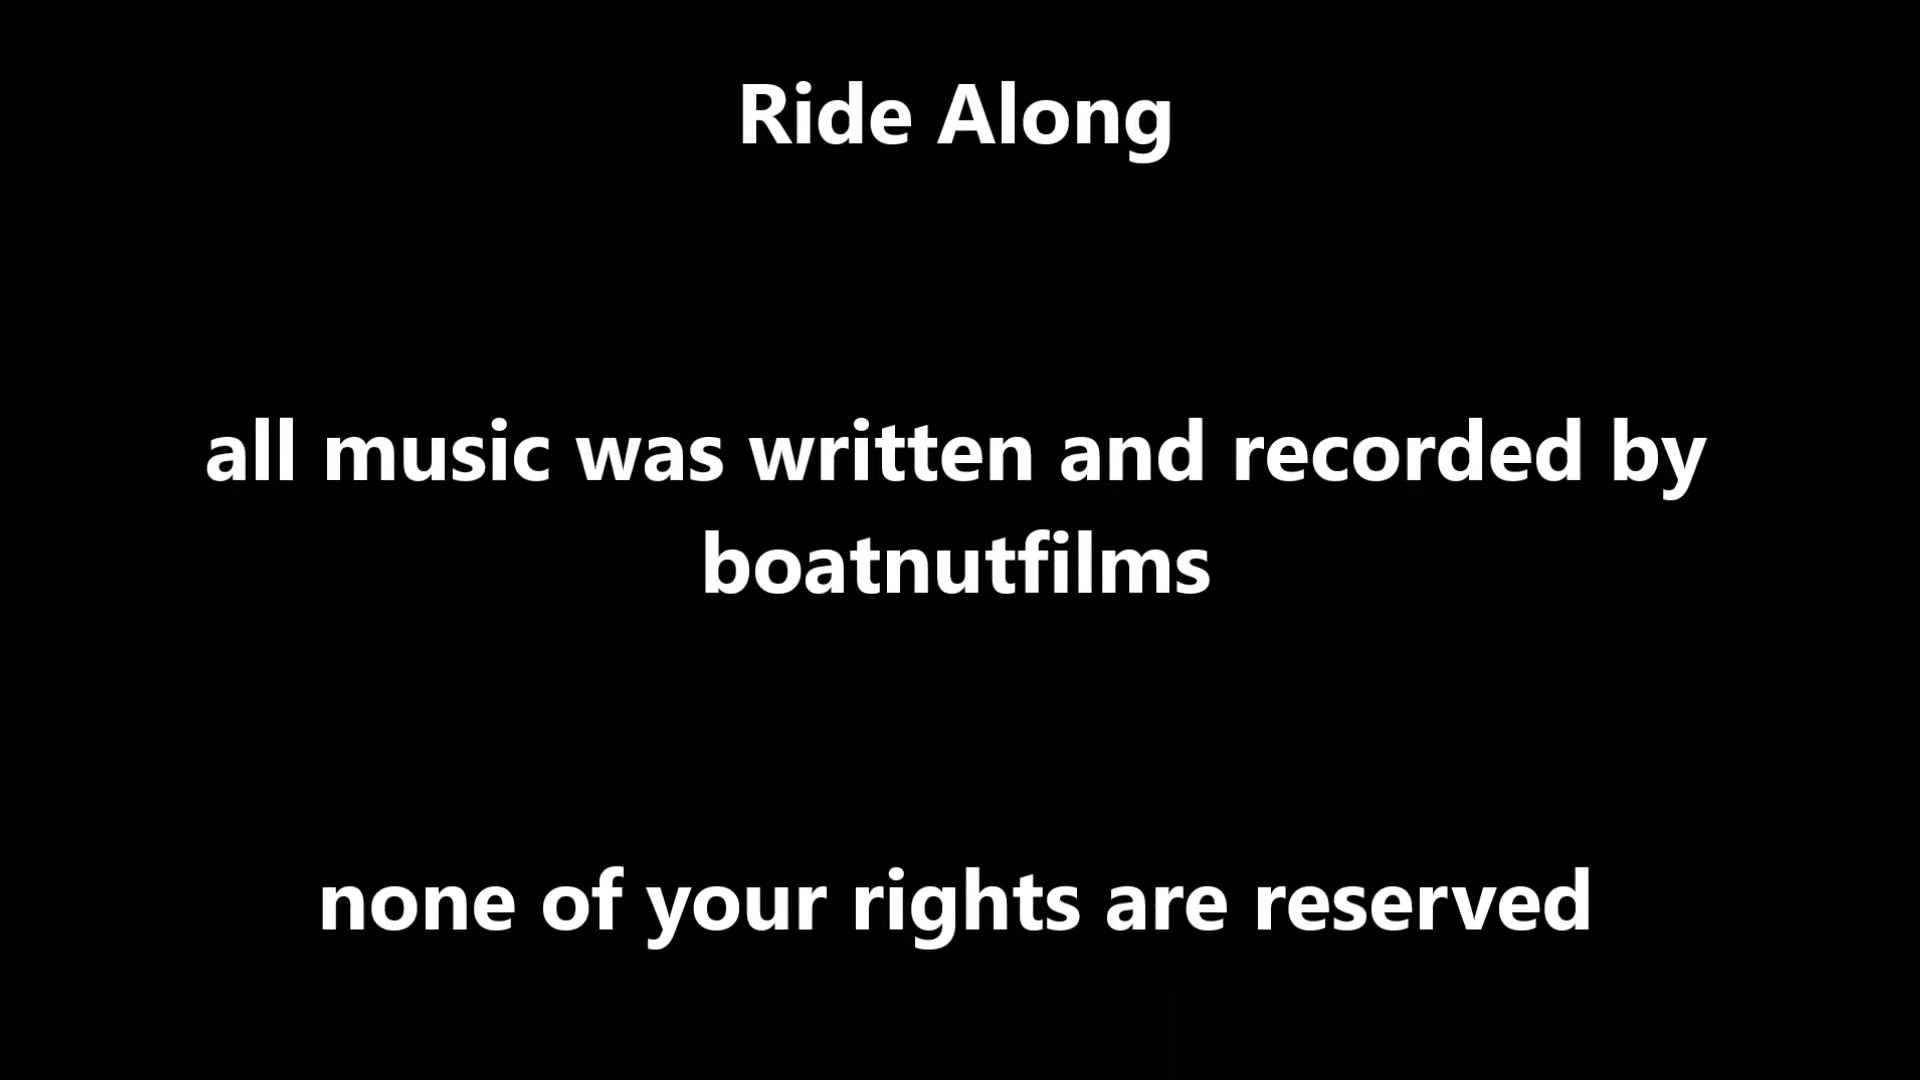 Ride Along
all music was written and recorded by
boatnutfilms
none of your rights are reserved